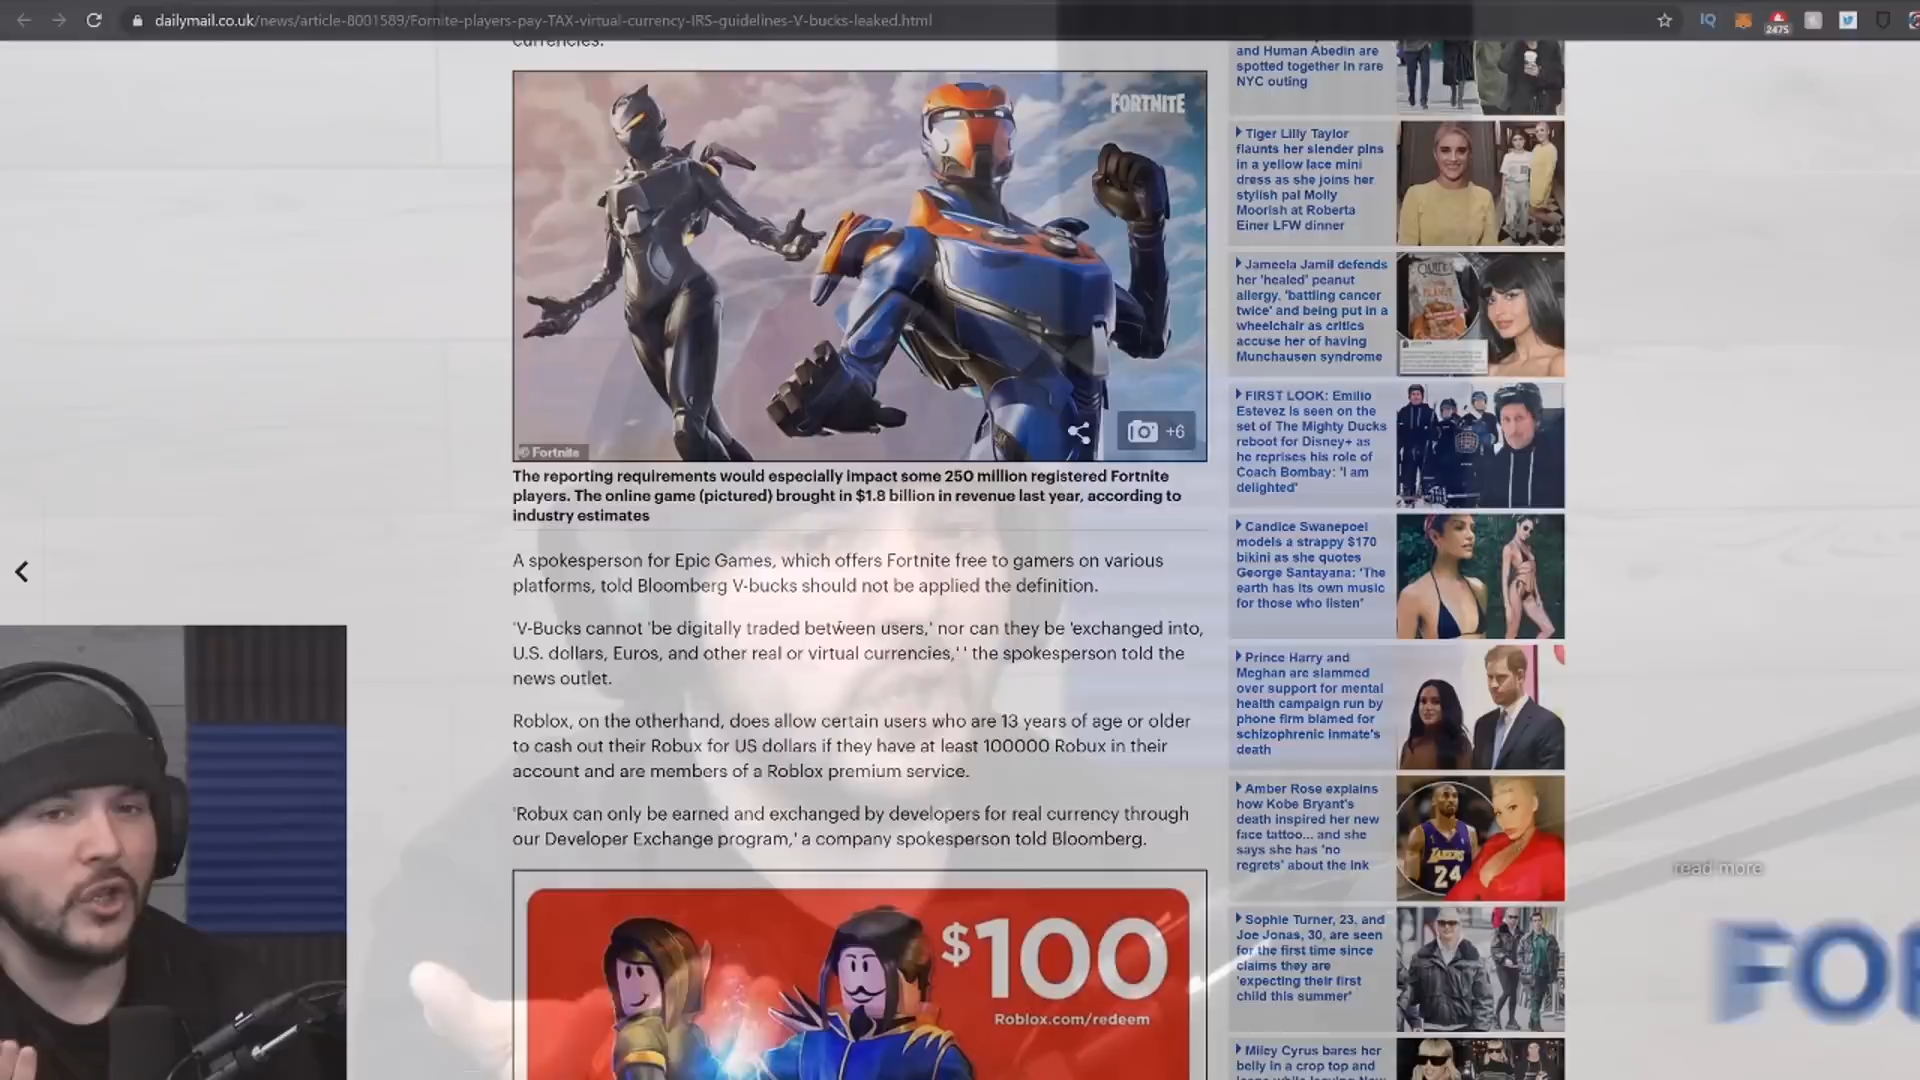 dailymail.co.uk/news/article-8001589/Fornite-players-pay-TAX-virtual-currency-IRS-guidelines-V-bucks-leaked.html
2475
currencies.
FORTNITE
+6
© Fortnite
The reporting requirements would especially impact some 250 million registered Fortnite
players. The online game (pictured) brought in $1.8 billion in revenue last year, according to
industry estimates
A spokesperson for Epic Games, which offers Fortnite free to gamers on various
platforms, told Bloomberg V-bucks should not be applied the definition.
'V-Bucks cannot 'be digitally traded between users,' nor can they be 'exchanged into,
U.S. dollars, Euros, and other real or virtual currencies,' ' the spokesperson told the
news outlet.
Roblox, on the otherhand, does allow certain users who are 13 years of age or older
to cash out their Robux for US dollars if they have at least 100000 Robux in their
account and are members of a Roblox premium service.
'Robux can only be earned and exchanged by developers for real currency through
our Developer Exchange program,' a company spokesperson told Bloomberg.
$100
Roblox.com/redeem
and Human Abedin are
spotted together in rare
NYC outing
Tiger Lilly Taylor
flaunts her slender pins
in a yellow lace mini
dress as she joins her
stylish pal Molly
Moorish at Roberta
Einer LFW dinner
Jameela Jamil defends
her 'healed' peanut
allergy, 'battling cancer
twice' and being put in a
wheelchair as critics
accuse her of having
Munchausen syndrome
FIRST LOOK: Emilio
Estevez is seen on the
set of The Mighty Ducks
reboot for Disney+ as
he reprises his role of
Coach Bombay: 'I am
delighted'
Candice Swanepoel
models a strappy $170
bikini as she quotes
George Santayana: 'The
earth has its own music
for those who listen'
Prince Harry and
Meghan are slammed
over support for mental
health campaign run by
phone firm blamed for
schizophrenic inmate's
death
Amber Rose explains
how Kobe Bryant's
death inspired her new
face tattoo... and she
says she has 'no
regrets' about the ink
LAKERS
24
Sophie Turner, 23, and
Joe Jonas, 30, are seen
for the first time since
claims they are
'expecting their first
child this summer'
Miley Cyrus bares her
belly in a crop top and
read more
FO